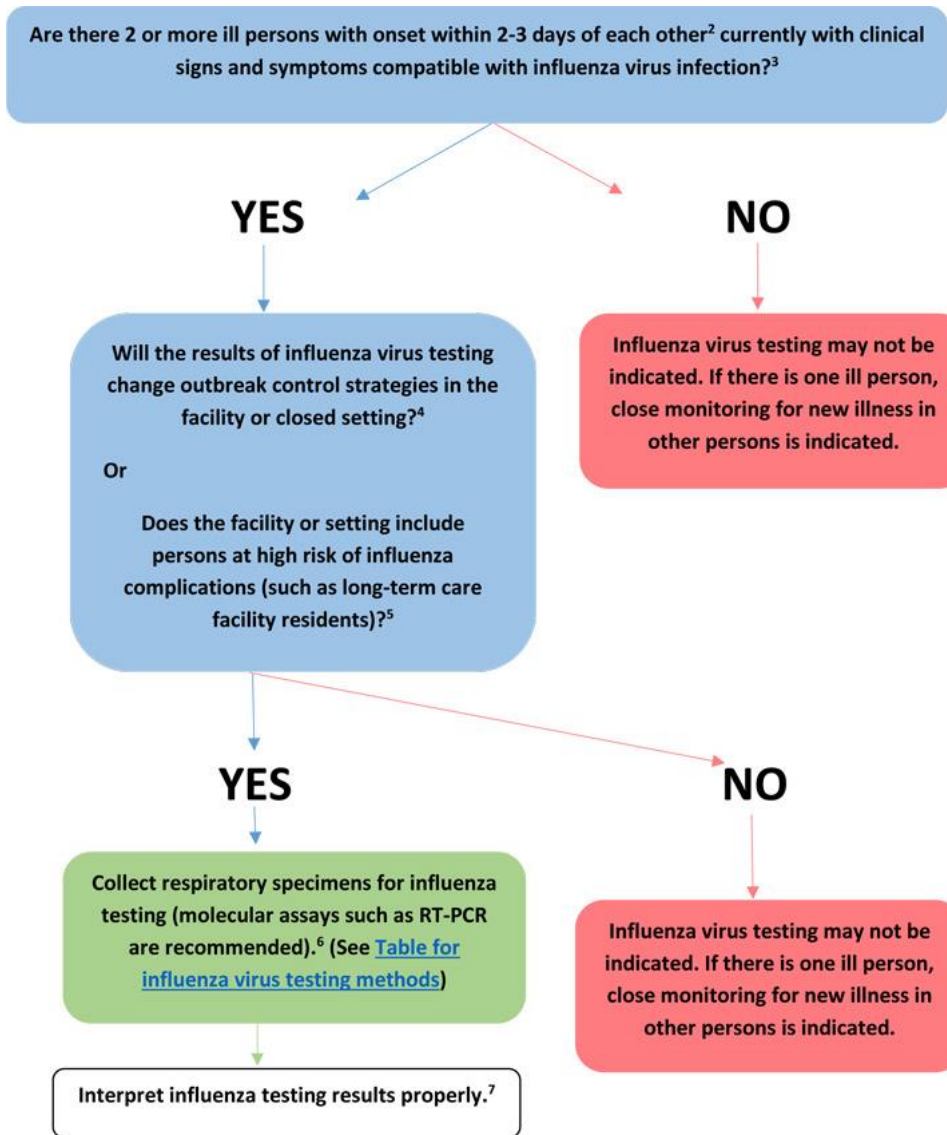 Are there 2 or more ill persons with onset within 2-3 days of each other² currently with clinical
signs and symptoms compatible with influenza virus infection?³
YES
NO
Will the results of influenza virus testing
change outbreak control strategies in the
facility or closed setting?⁴
Or
Does the facility or setting include
persons at high risk of influenza
complications (such as long-term care
facility residents)?⁵
Influenza virus testing may not be
indicated. If there is one ill person,
close monitoring for new illness in
other persons is indicated.
YES
NO
Collect respiratory specimens for influenza
testing (molecular assays such as RT-PCR
are recommended).⁶ (See Table for
influenza virus testing methods)
Influenza virus testing may not be
indicated. If there is one ill person,
close monitoring for new illness in
other persons is indicated.
Interpret influenza testing results properly.⁷